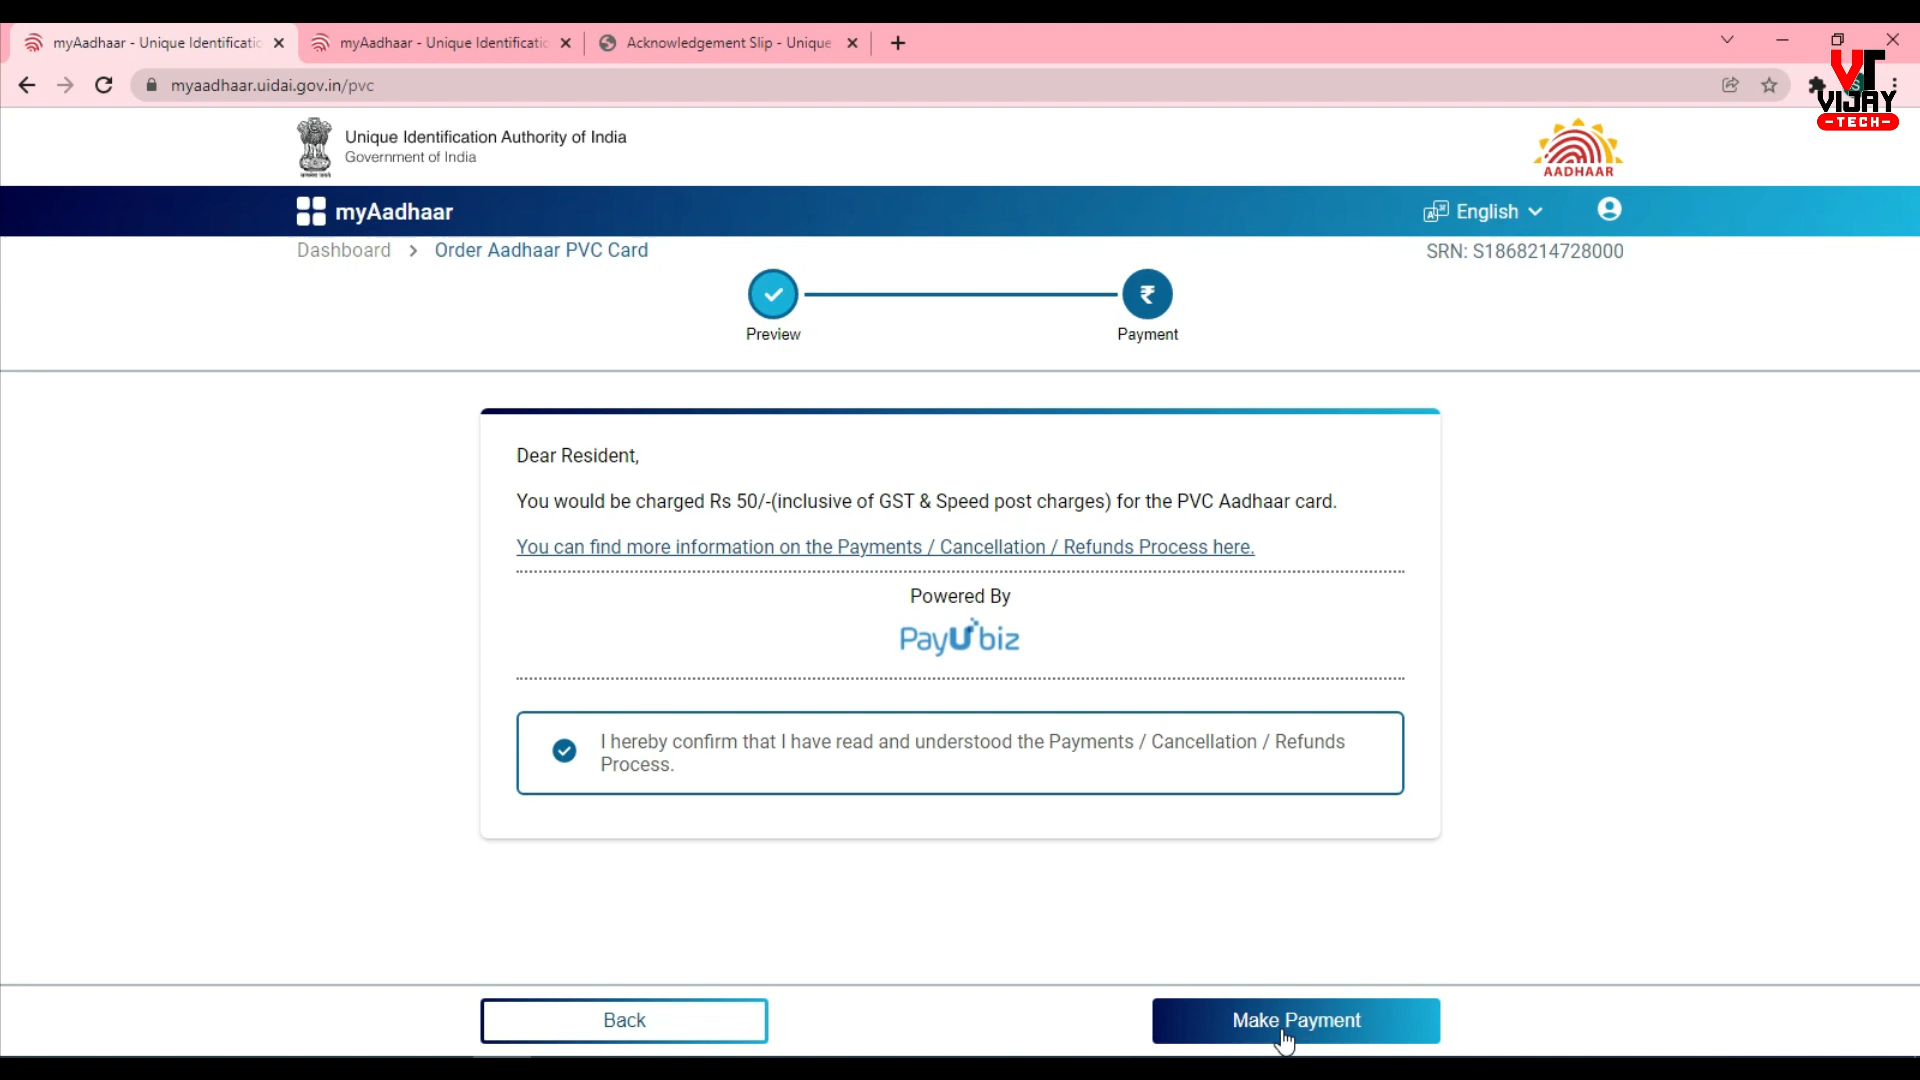 myAadhaar - Unique Identificatio
myAadhaar - Unique Identificatio
Acknowledgement Slip - Unique
myaadhaar.uidai.gov.in/pvc
VT
VIJAY
-TECH-
Unique Identification Authority of India
Government of India
AADHAAR
myAadhaar
English
Dashboard > Order Aadhaar PVC Card
SRN: S1868214728000
₹
Preview
Payment
Dear Resident,
You would be charged Rs 50/-(inclusive of GST & Speed post charges) for the PVC Aadhaar card.
You can find more information on the Payments / Cancellation / Refunds Process here.
Powered By
PayUbiz
I hereby confirm that I have read and understood the Payments / Cancellation / Refunds
Process.
Back
Make Payment